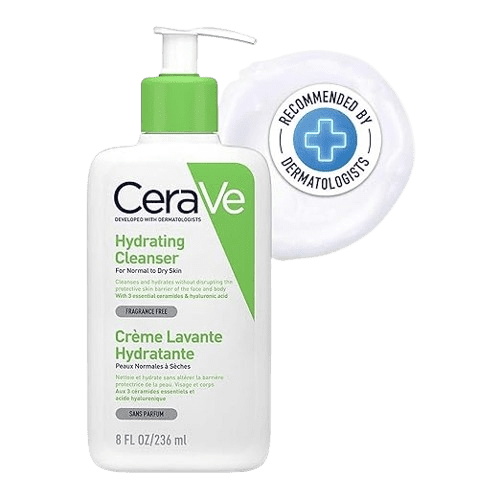 CeraVe
DEVELOPED WITH DERMATOLOGISTS
Hydrating
Cleanser
For Normal to Dry Skin
Cleanses and hydrates without disrupting the
protective skin barrier of the face and body
With 3 essential ceramides & hyaluronic acid
FRAGRANCE FREE
Crème Lavante
Hydratante
Peaux Normales à Sèches
Nettoie et hydrate sans altérer la barrière
protectrice de la peau. Visage et corps
Aux 3 céramides essentiels et
acide hyaluronique
SANS PARFUM
8 FL OZ/236 ml
RECOMMENDED BY
DERMATOLOGISTS